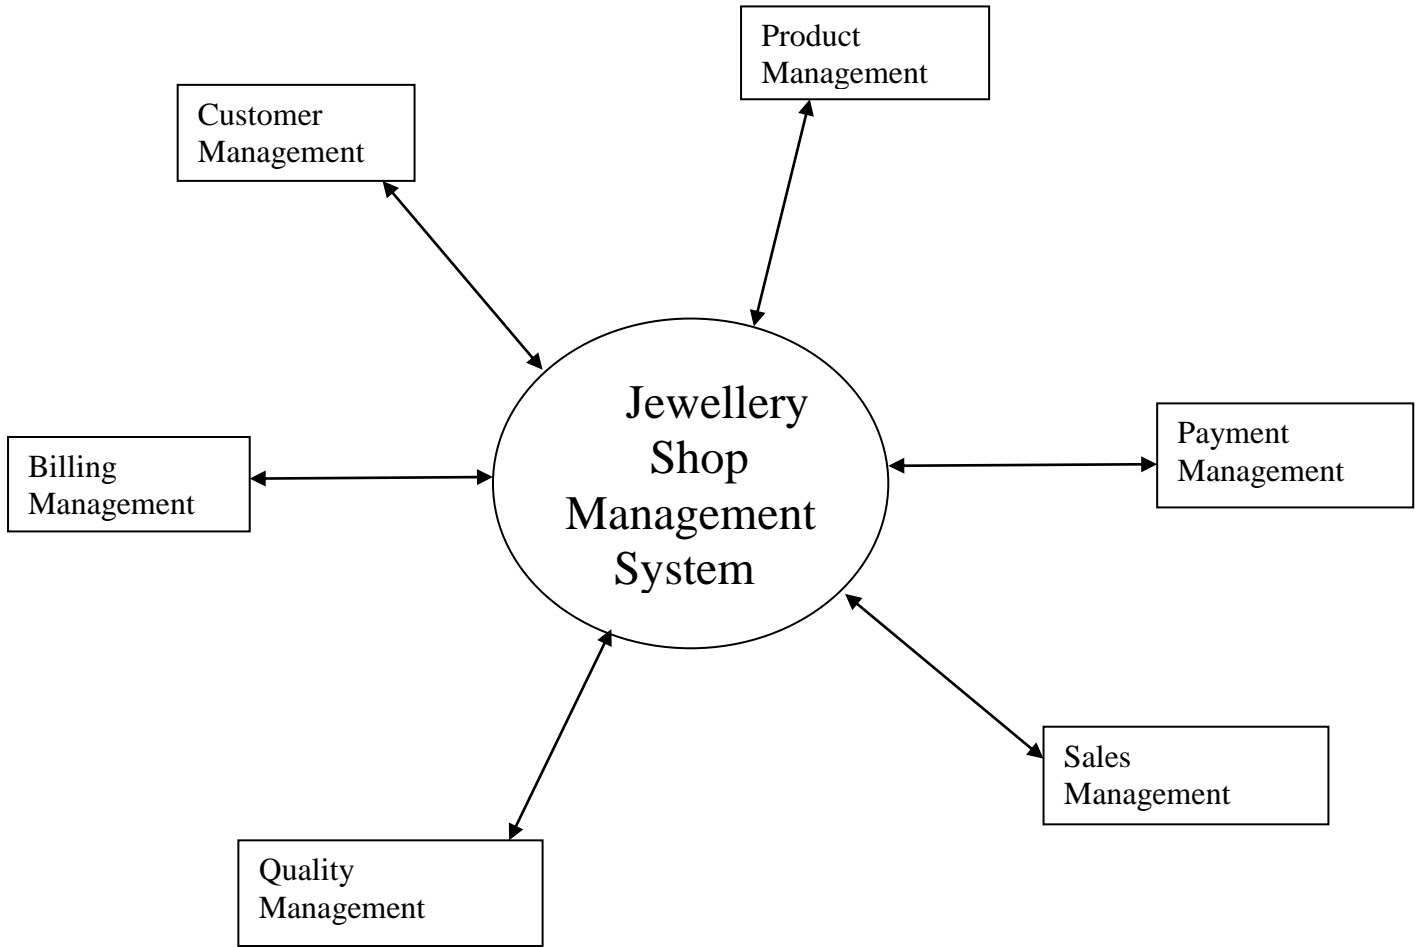 Product
Management
Customer
Management
Jewellery
Shop
Management
System
Payment
Management
Billing
Management
Sales
Management
Quality
Management